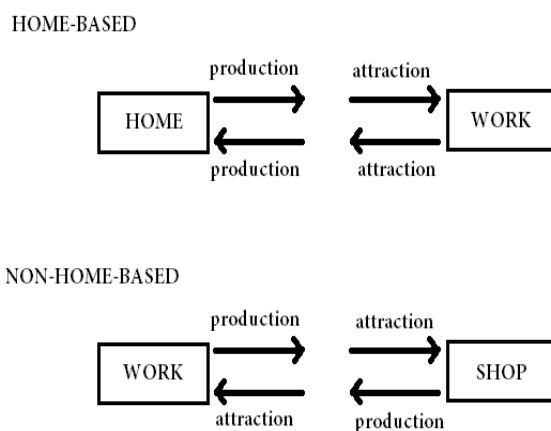 HOME-BASED
production attraction
HOME WORK
production attraction
NON-HOME-BASED
production attraction
WORK SHOP
attraction production